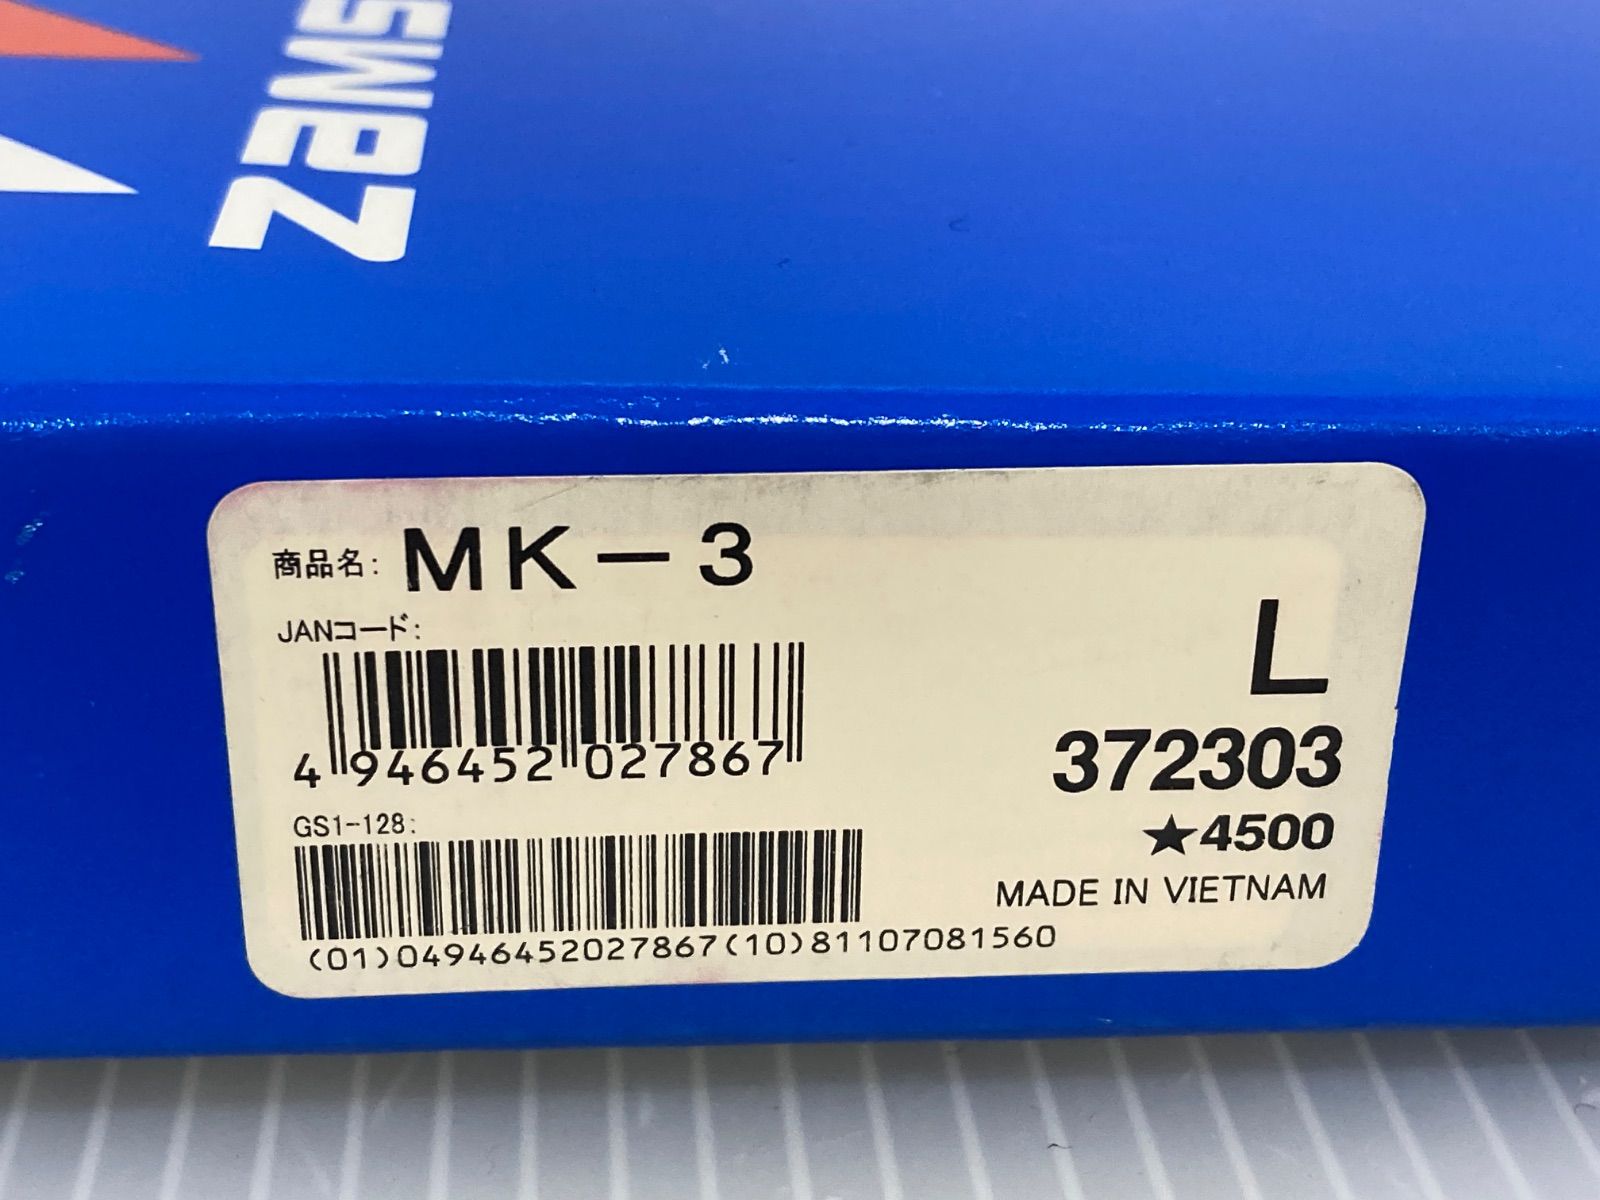 zams
商品名: MK-3
JANコード:
4 946452 027867
L
372303
★4500
GS1-128:
MADE IN VIETNAM
(01)04946452027867(10)81107081560